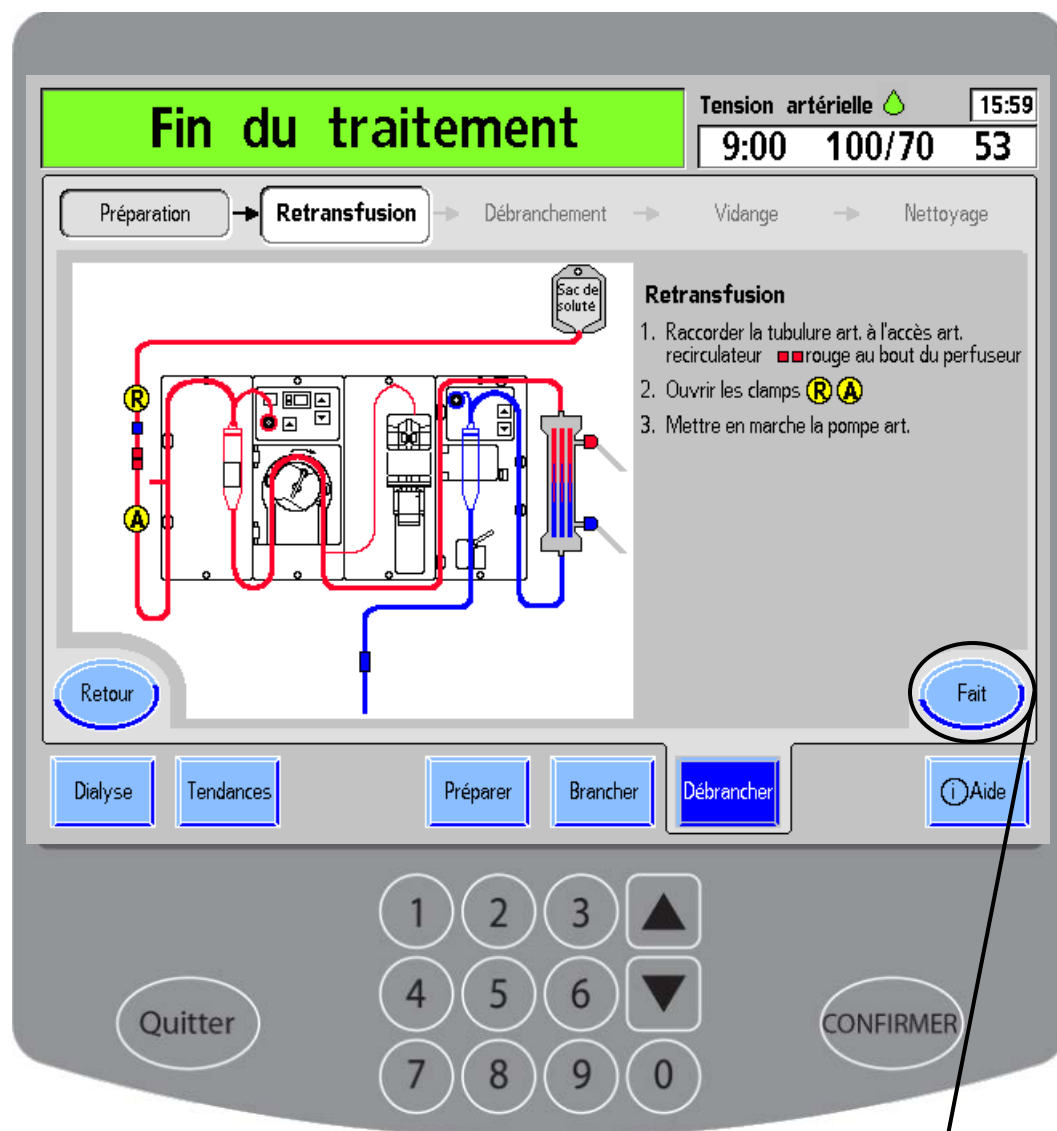 Fin du traitement
Tension artérielle 15:59
9:00 100/70 53
Préparation Retransfusion Débranchement Vidange Nettoyage
Sac de
soluté
Retransfusion
1. Raccorder la tubulure art. à l'accès art.
recirculateur rouge au bout du perfuseur
2. Ouvrir les clamps R A
3. Mettre en marche la pompe art.
R
A
Retour
Fait
Dialyse Tendances Préparer Brancher Débrancher i Aide
1 2 3
4 5 6
Quitter
CONFIRMER
7 8 9 0